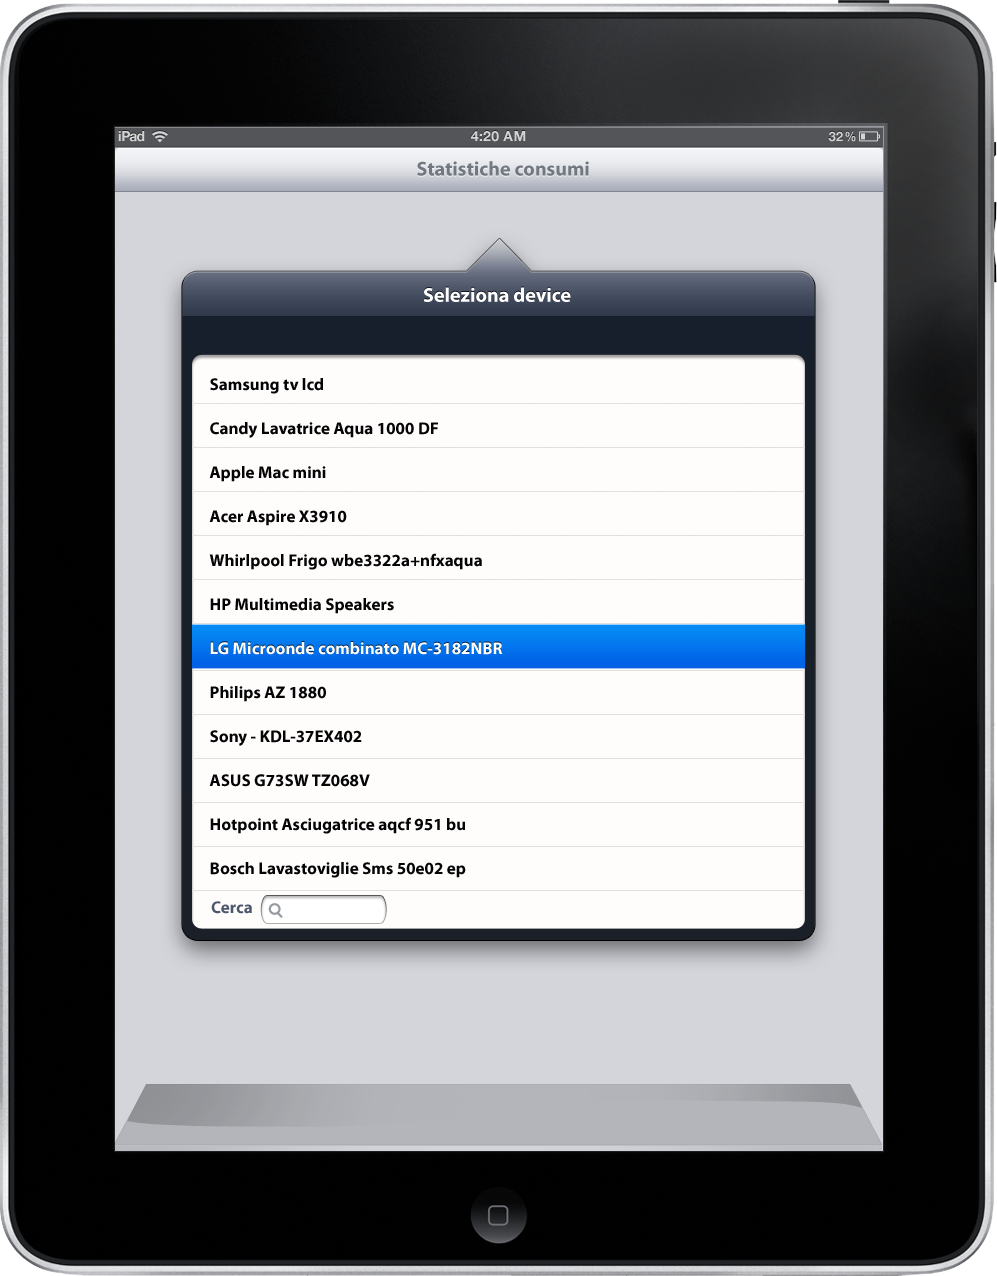 iPad 4:20 AM 32%
Statistiche consumi
Seleziona device
Samsung tv lcd
Candy Lavatrice Aqua 1000 DF
Apple Mac mini
Acer Aspire X3910
Whirlpool Frigo wbe3322a+nfxaqua
HP Multimedia Speakers
LG Microonde combinato MC-3182NBR
Philips AZ 1880
Sony - KDL-37EX402
ASUS G73SW TZ068V
Hotpoint Asciugatrice aqcf 951 bu
Bosch Lavastoviglie Sms 50e02 ep
Cerca